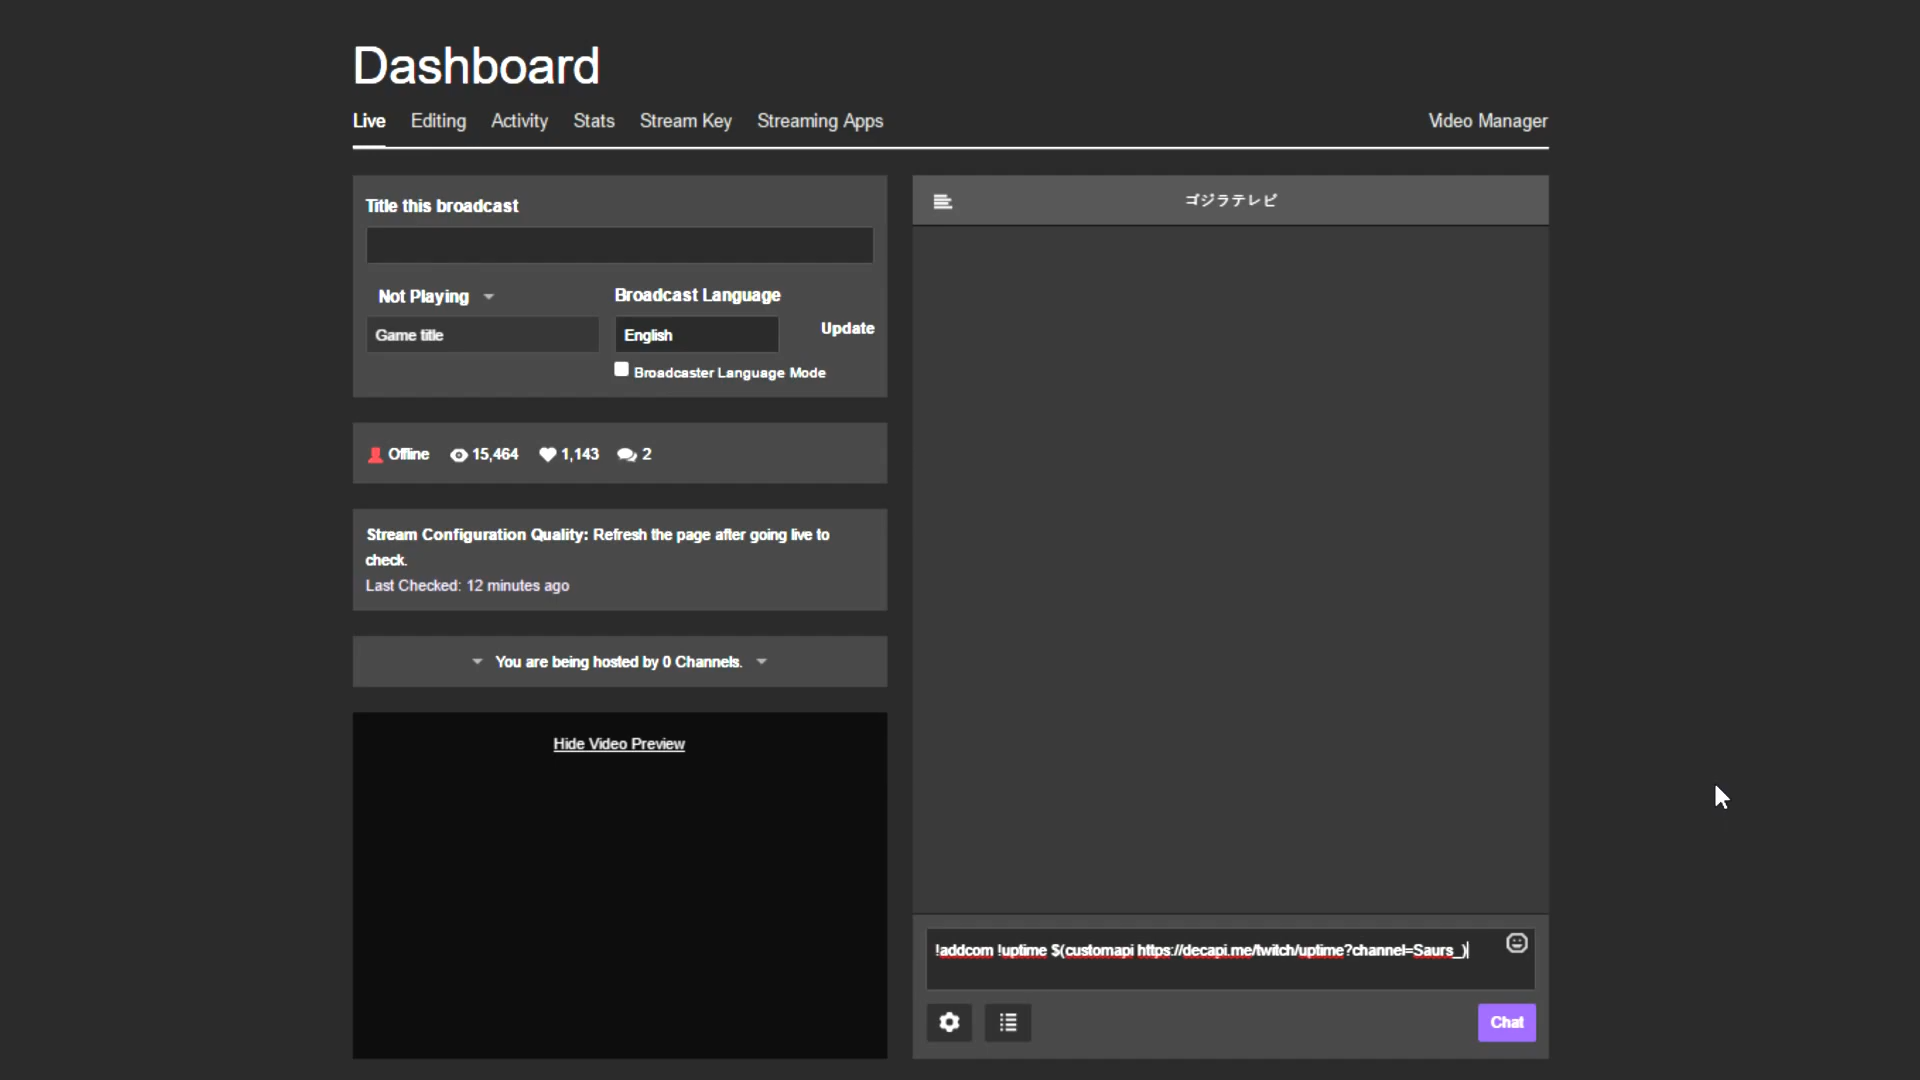 Dashboard
Live Editing Activity Stats Stream Key Streaming Apps Video Manager
Title this broadcast
Not Playing
Game title
Broadcast Language
English
Update
Broadcaster Language Mode
Offline 15,464 1,143 2
Stream Configuration Quality: Refresh the page after going live to
check.
Last Checked: 12 minutes ago
You are being hosted by 0 Channels.
Hide Video Preview
ゴジラテレビ
!addcom !uptime $(customapi https://decapi.me/twitch/uptime?channel=Saurs_)
Chat